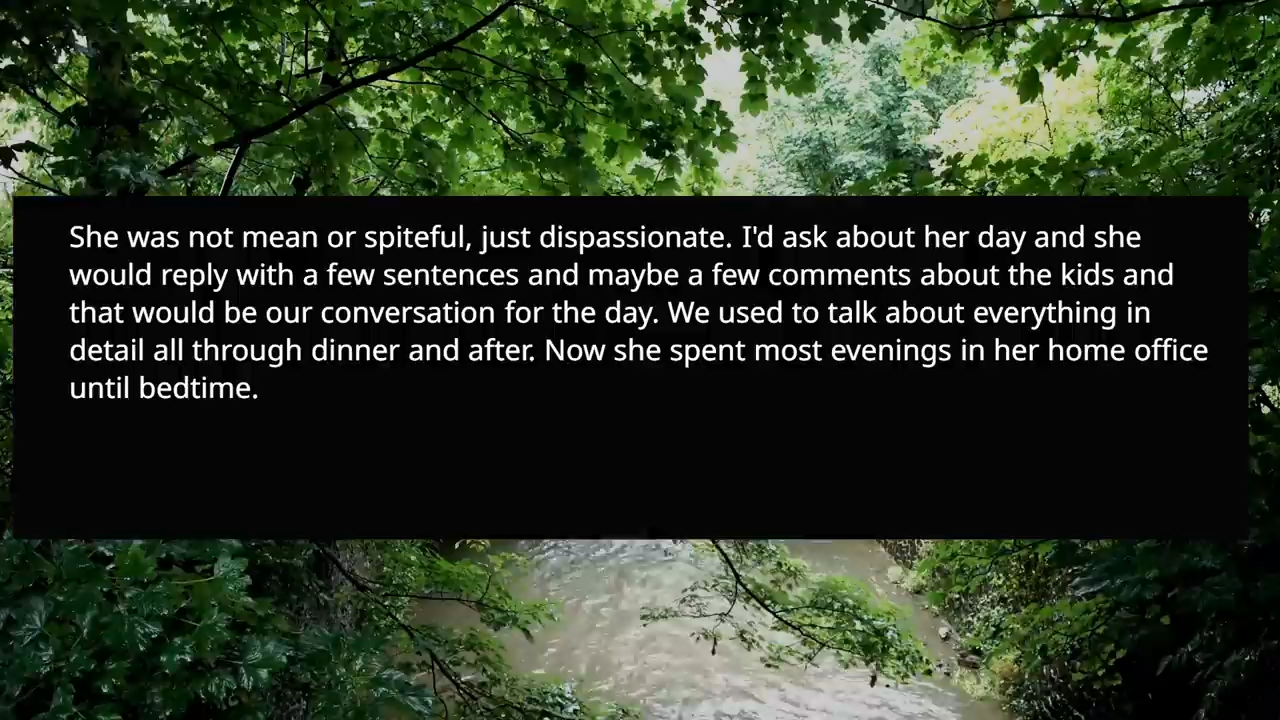 She was not mean or spiteful, just dispassionate. I'd ask about her day and she
would reply with a few sentences and maybe a few comments about the kids and
that would be our conversation for the day. We used to talk about everything in
detail all through dinner and after. Now she spent most evenings in her home office
until bedtime.